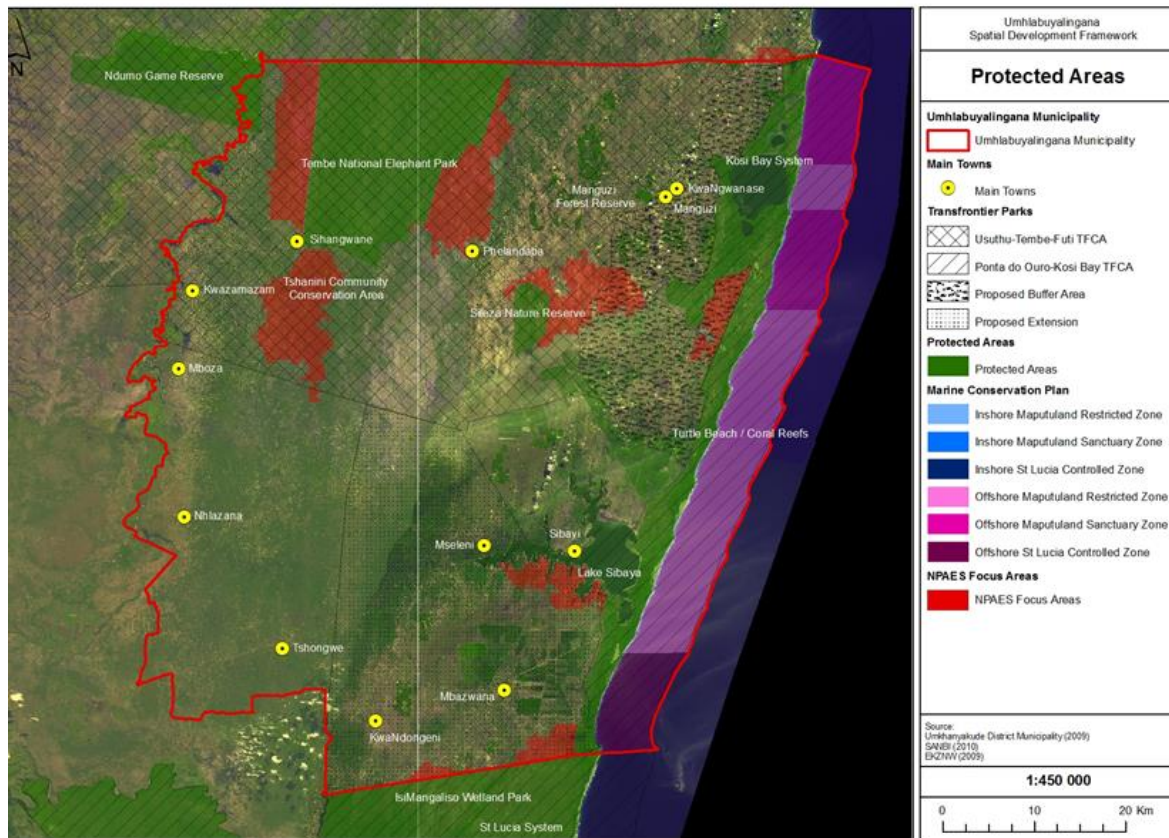 N
Ndumo Game Reserve
Tembe National Elephant Park
Kosi Bay System
KwaNgwanase
Manguzi
Forest Reserve
Manguzi
Sihangwane
Phelandaba
Tshanini Community
Conservation Area
Kwazamazam
Sileza Nature Reserve
Mboza
Turtle Beach / Coral Reefs
Nhlazana
Mseleni
Sibayi
Lake Sibaya
Tshongwe
Mbazwana
KwaNdongeni
IsiMangaliso Wetland Park
St Lucia System
Umhlabuyalingana
Spatial Development Framework
Protected Areas
Umhlabuyalingana Municipality
Umhlabuyalingana Municipality
Main Towns
Main Towns
Transfrontier Parks
Usuthu-Tembe-Futi TFCA
Ponta do Ouro-Kosi Bay TFCA
Proposed Buffer Area
Proposed Extension
Protected Areas
Protected Areas
Marine Conservation Plan
Inshore Maputuland Restricted Zone
Inshore Maputuland Sanctuary Zone
Inshore St Lucia Controlled Zone
Offshore Maputuland Restricted Zone
Offshore Maputuland Sanctuary Zone
Offshore St Lucia Controlled Zone
NPAES Focus Areas
NPAES Focus Areas
Source:
Umkhanyakude District Municipality (2009)
SANBI (2010)
EKZNW (2009)
1:450 000
0 10 20 Km